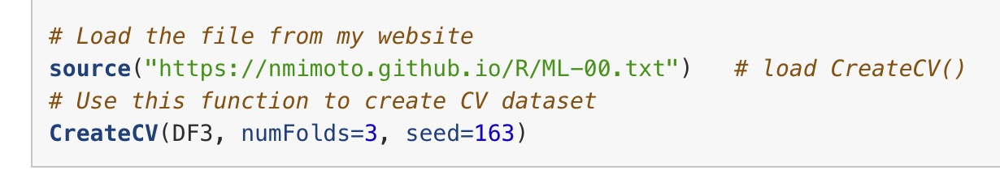 # Load the file from my website
source("https://nmimoto.github.io/R/ML-00.txt")   # load CreateCV()
# Use this function to create CV dataset
CreateCV(DF3, numFolds=3, seed=163)